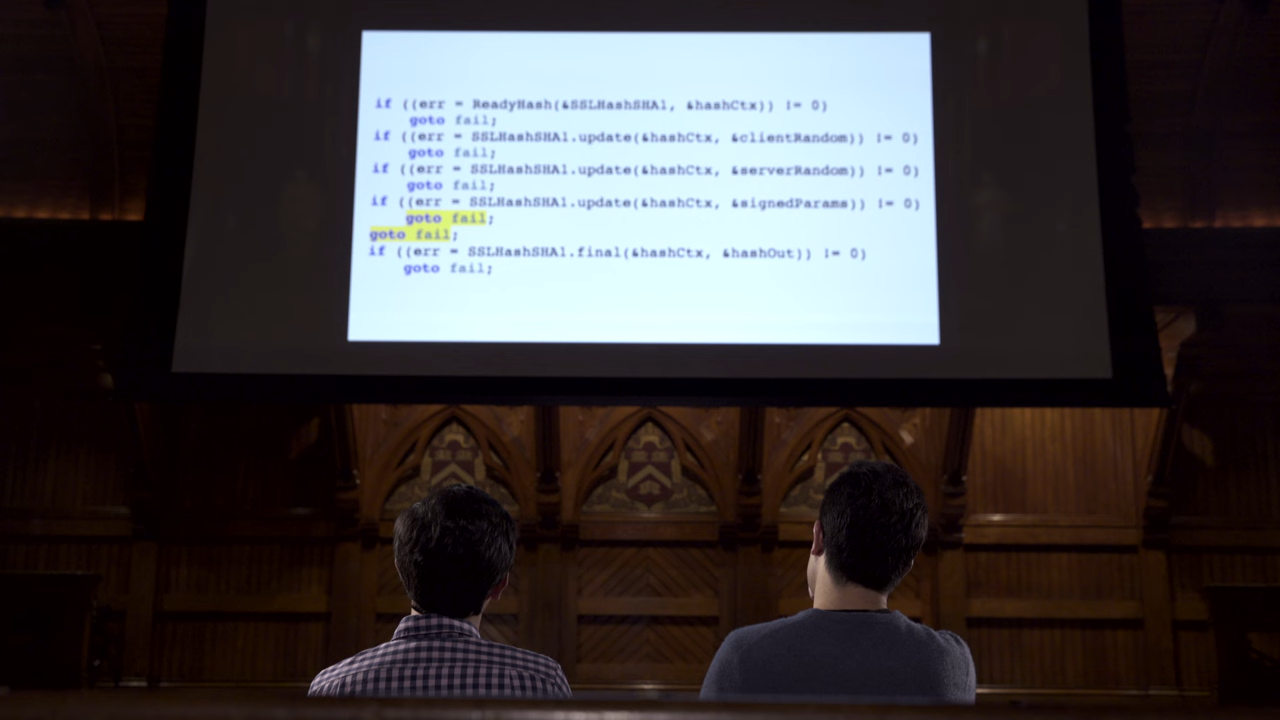 if ((err = ReadyHash(&SSLHashSHA1, &hashCtx)) != 0)
goto fail;
if ((err = SSLHashSHA1.update(&hashCtx, &clientRandom)) != 0)
goto fail;
if ((err = SSLHashSHA1.update(&hashCtx, &serverRandom)) != 0)
goto fail;
if ((err = SSLHashSHA1.update(&hashCtx, &signedParams)) != 0)
goto fail;
goto fail;
if ((err = SSLHashSHA1.final(&hashCtx, &hashOut)) != 0)
goto fail;